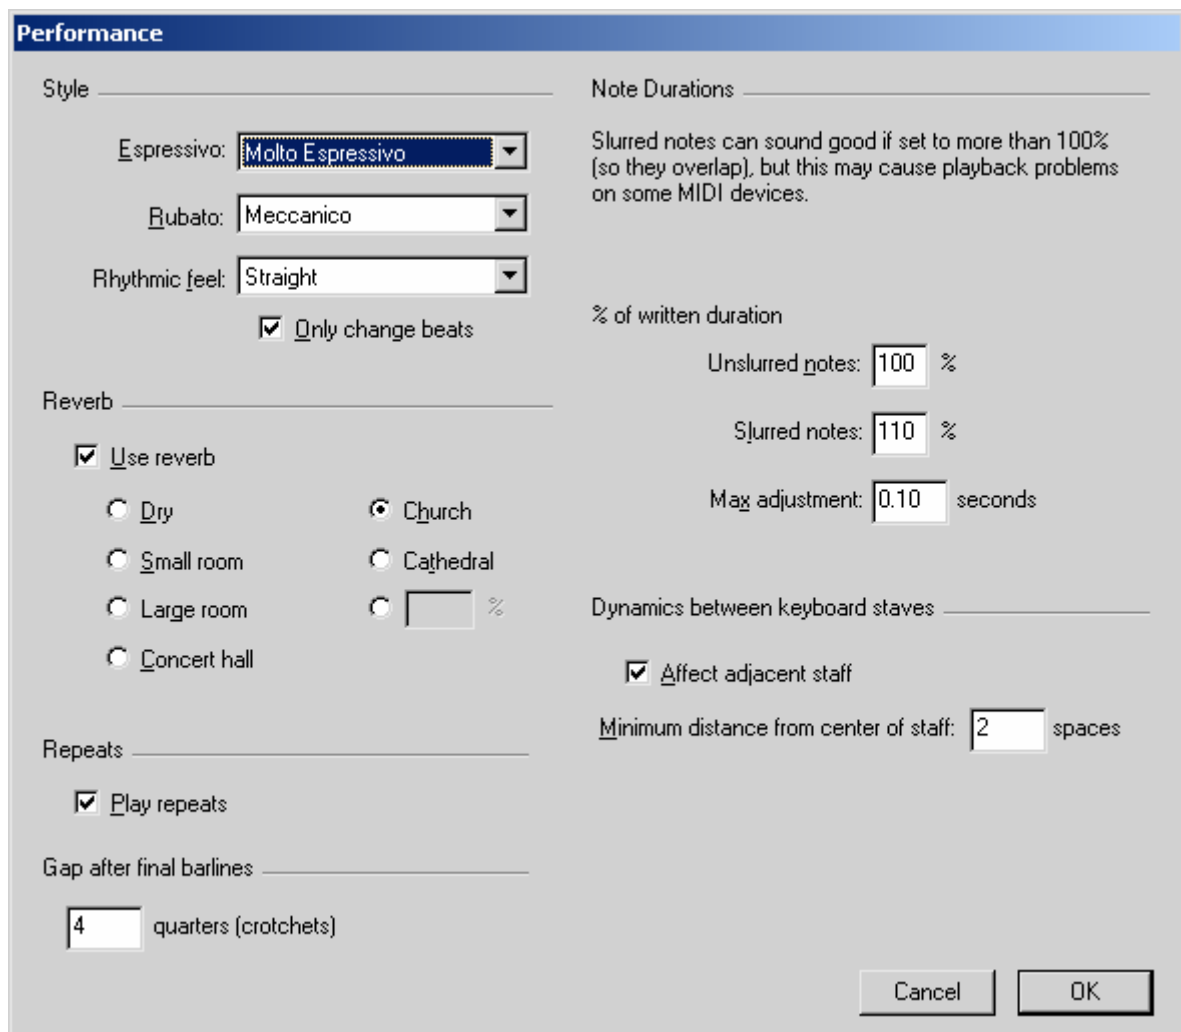 Performance
Style
Espressivo: Molto Espressivo
Rubato: Meccanico
Rhythmic feel: Straight
Only change beats
Reverb
Use reverb
Dry
Church
Small room
Cathedral
Large room
%
Concert hall
Repeats
Play repeats
Gap after final barlines
4 quarters (crotchets)
Note Durations
Slurred notes can sound good if set to more than 100%
(so they overlap), but this may cause playback problems
on some MIDI devices.
% of written duration
Unslurred notes: 100 %
Slurred notes: 110 %
Max adjustment: 0.10 seconds
Dynamics between keyboard staves
Affect adjacent staff
Minimum distance from center of staff: 2 spaces
Cancel
OK